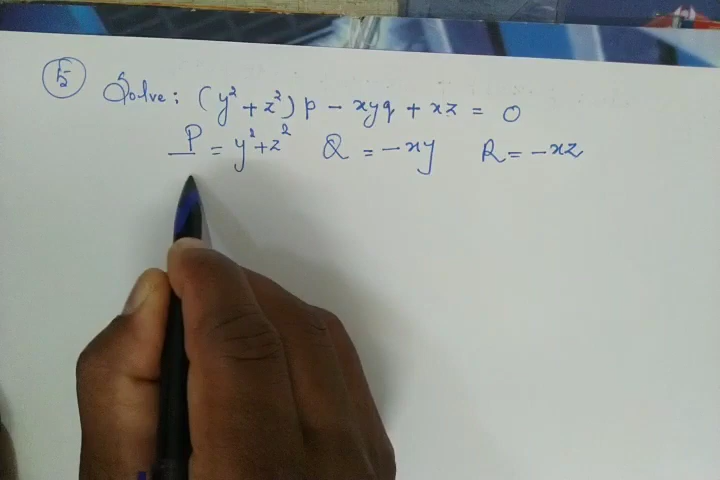 5 Solve: (y² + z²) p − xyq + xz = 0
P = y² + z² Q = −xy R = −xz